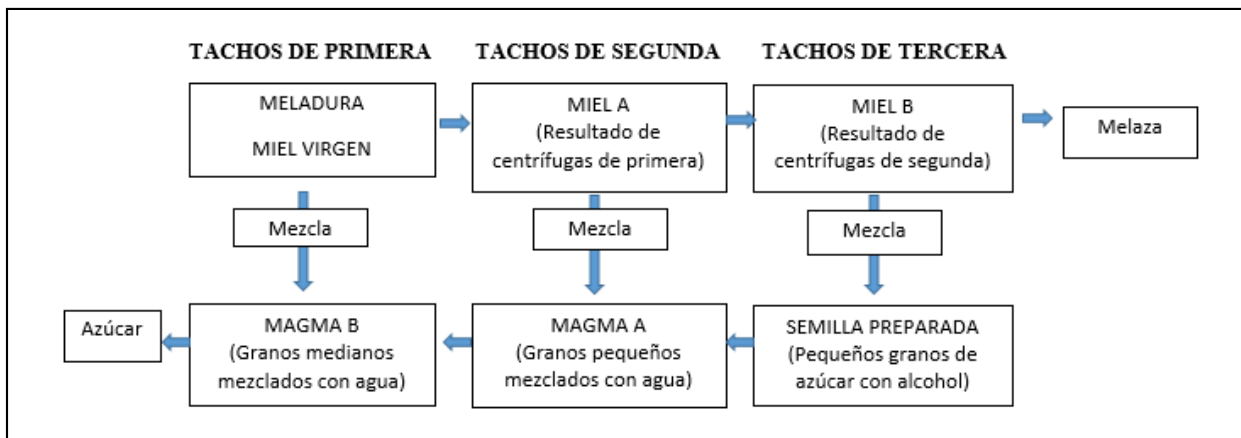 TACHOS DE PRIMERA
TACHOS DE SEGUNDA
TACHOS DE TERCERA
MELADURA
MIEL VIRGEN
MIEL A
(Resultado de
centrífugas de primera)
MIEL B
(Resultado de
centrífugas de segunda)
Melaza
Mezcla
Mezcla
Mezcla
Azúcar
MAGMA B
(Granos medianos
mezclados con agua)
MAGMA A
(Granos pequeños
mezclados con agua)
SEMILLA PREPARADA
(Pequeños granos de
azúcar con alcohol)